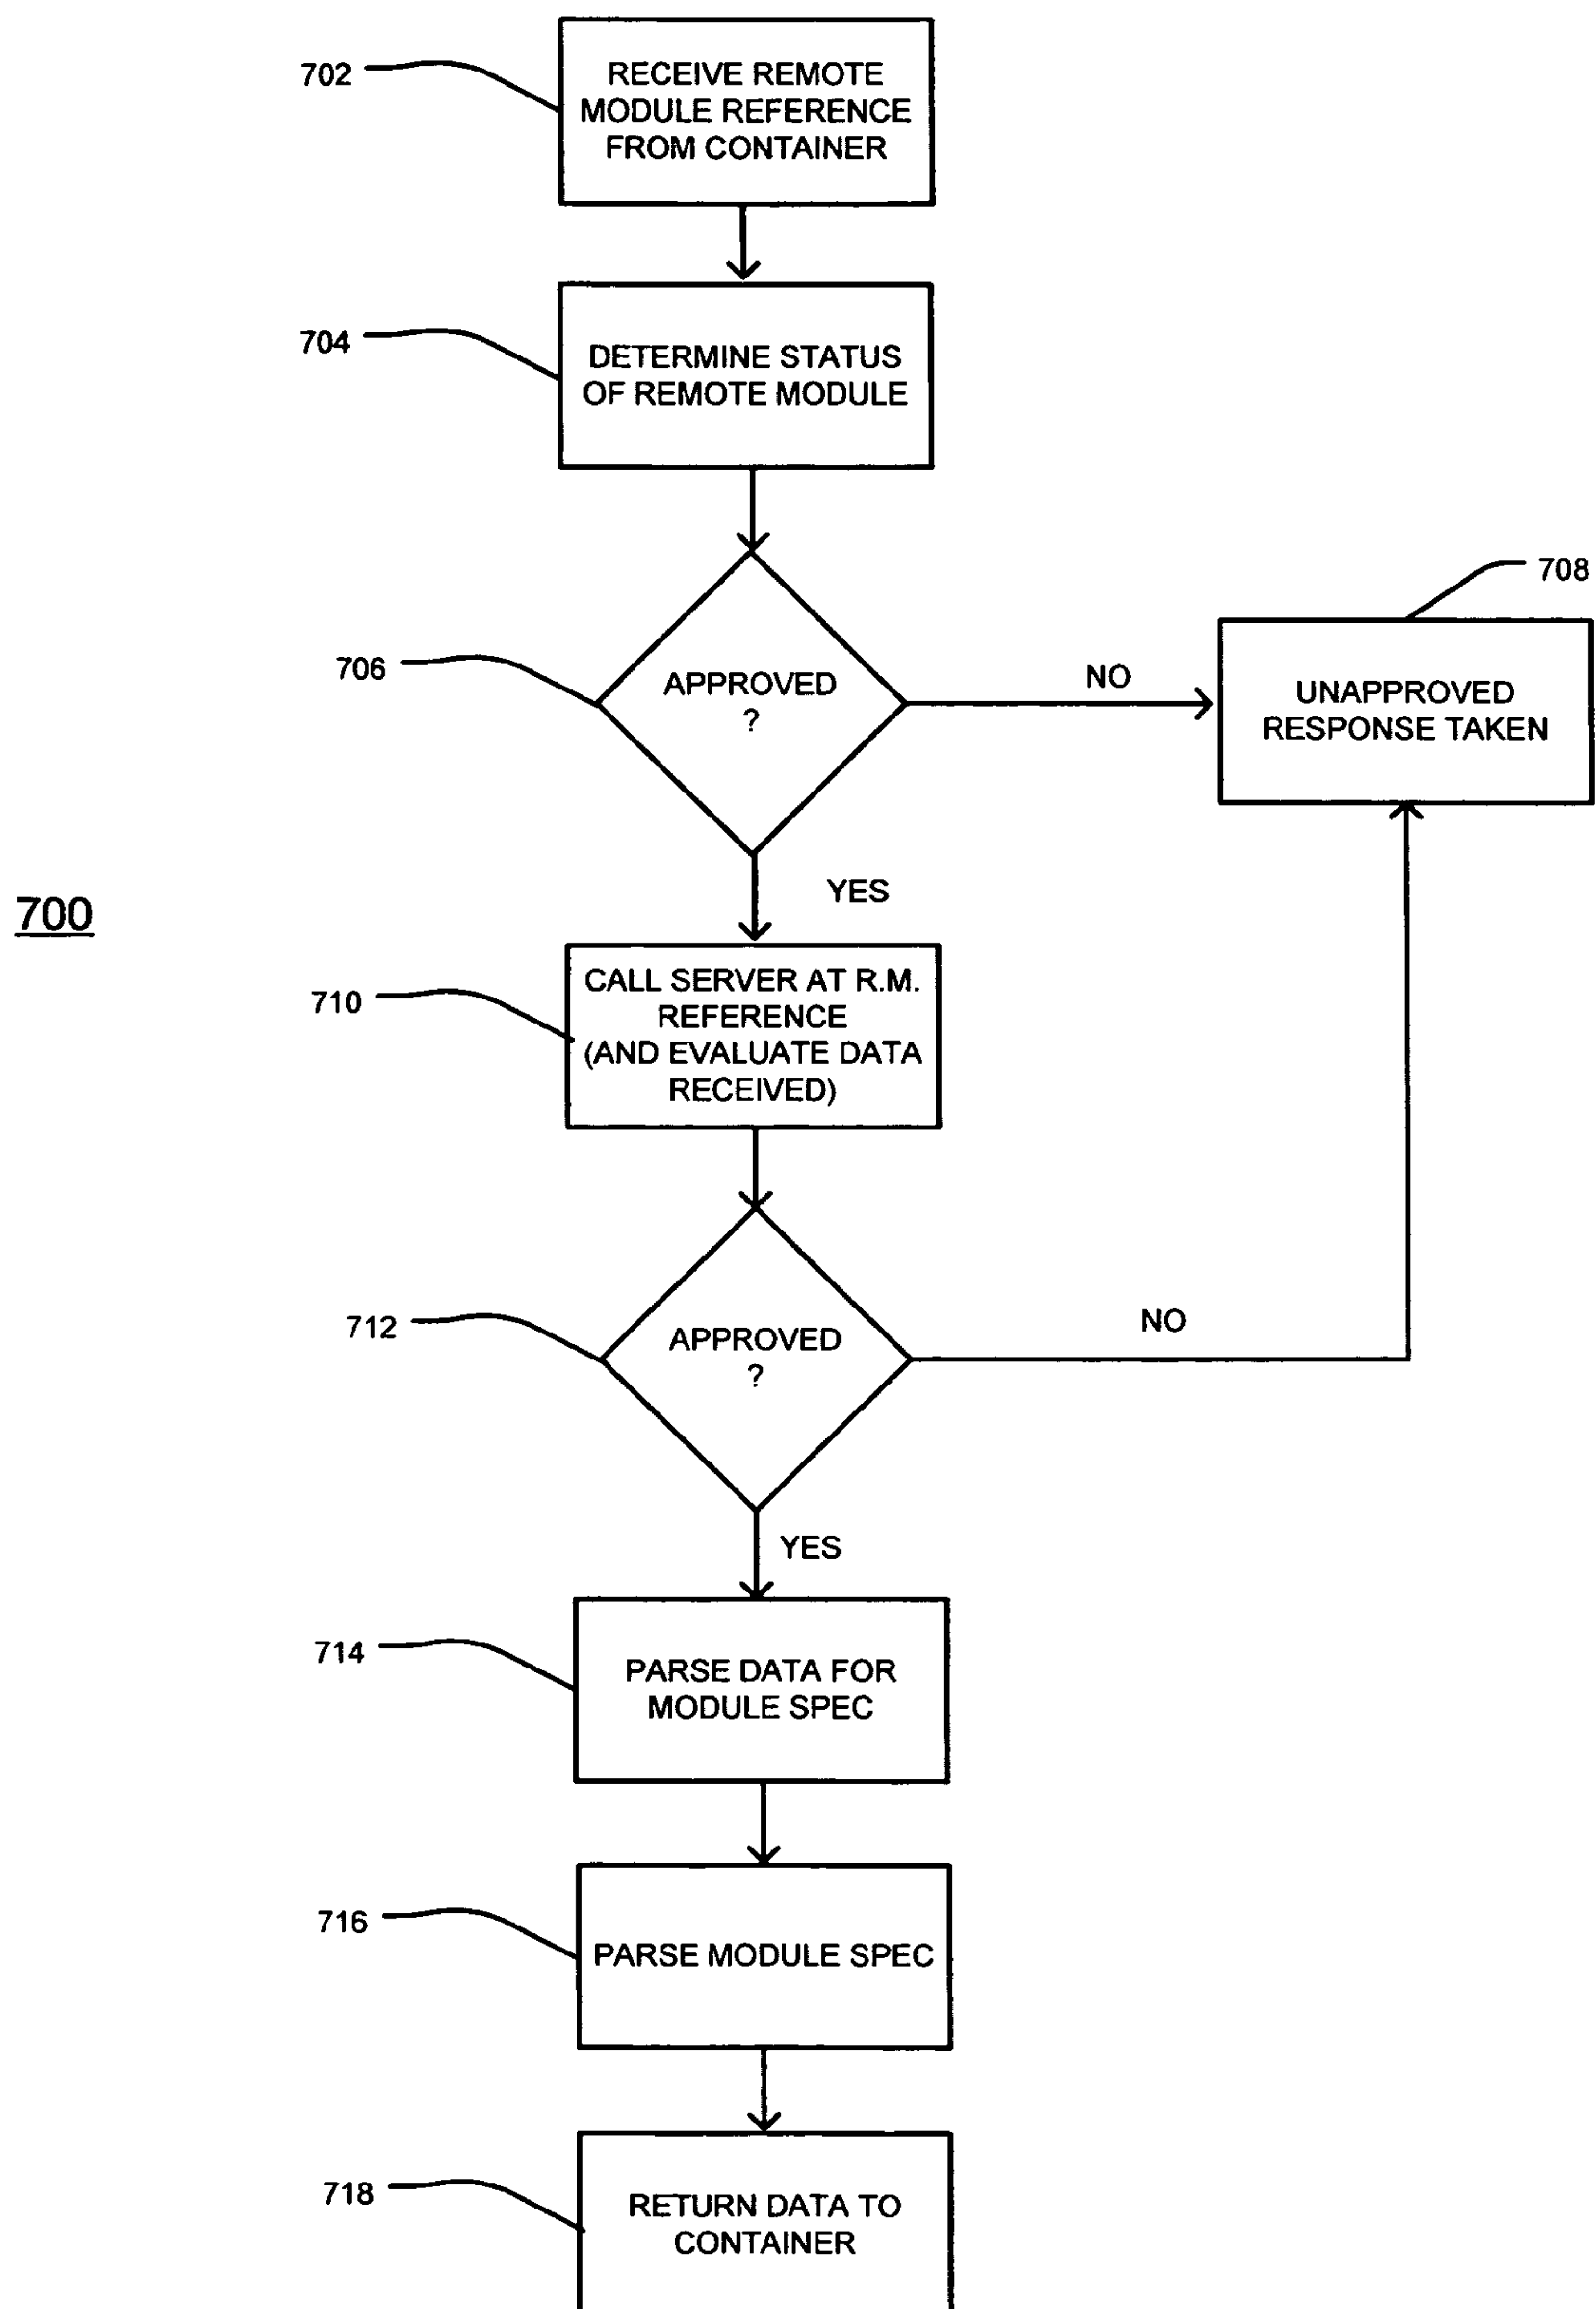 702
RECEIVE REMOTE
MODULE REFERENCE
FROM CONTAINER
704
DETERMINE STATUS
OF REMOTE MODULE
708
706
APPROVED
?
NO
UNAPPROVED
RESPONSE TAKEN
YES
700
710
CALL SERVER AT R.M.
REFERENCE
(AND EVALUATE DATA
RECEIVED)
712
APPROVED
?
NO
YES
714
PARSE DATA FOR
MODULE SPEC
716
PARSE MODULE SPEC
718
RETURN DATA TO
CONTAINER